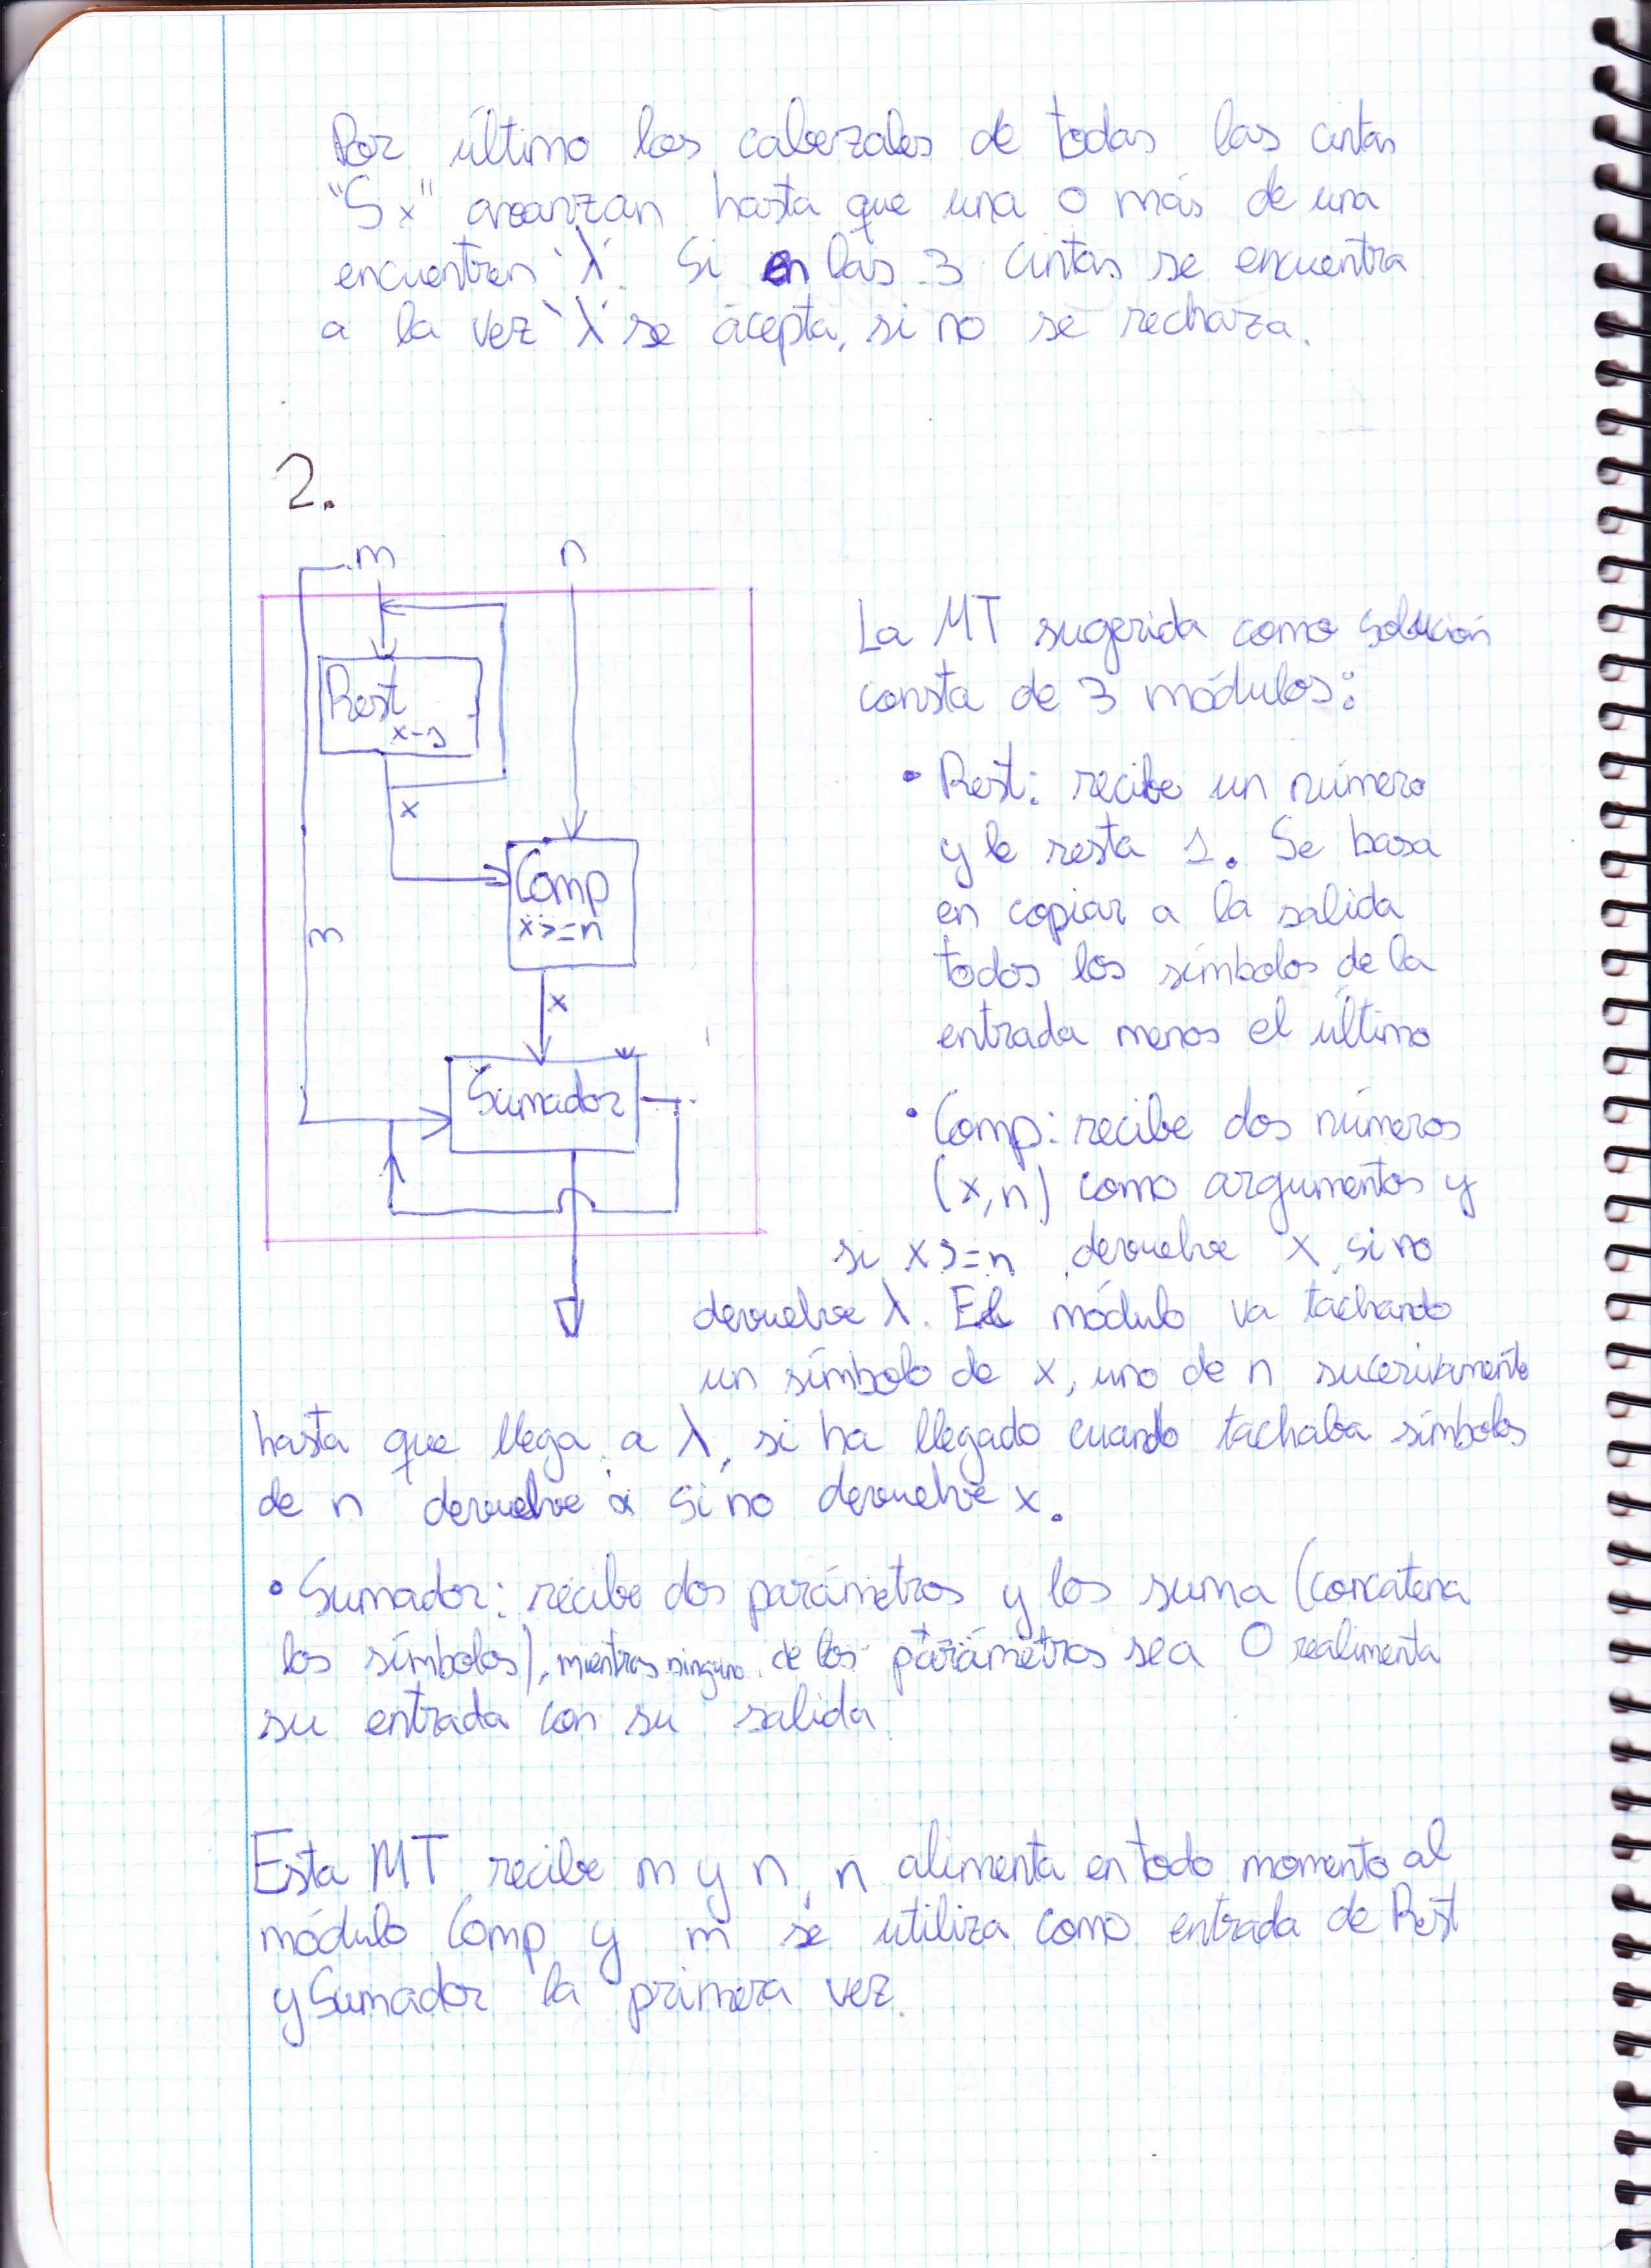 Por último los cabezales de todas las cintas
"Sx" avanzan hasta que una o más de una
encuentran 'λ'. Si en las 3 cintas se encuentra
a la vez 'λ' se acepta, si no se rechaza.
2.
m n
Rest
x-1
x
Comp
x>=n
m
x
Sumador
La MT sugerida como solución
consta de 3 módulos:
• Rest: recibe un número
y le resta 1. Se basa
en copiar a la salida
todos los símbolos de la
entrada menos el último
• Comp: recibe dos números
(x,n) como argumentos y
si x>=n devuelve x, si no
devuelve λ. El módulo va tachando
un símbolo de x, uno de n sucesivamente
hasta que llega a λ, si ha llegado cuando tachaba símbolos
de n devuelve x si no devuelve x.
• Sumador: recibe dos parámetros y los suma (concatena
los símbolos), mientras ninguno de los parámetros sea 0 realimenta
su entrada con su salida
Esta MT recibe m y n, n alimenta en todo momento al
módulo Comp y m se utiliza como entrada de Rest
y Sumador la primera vez.